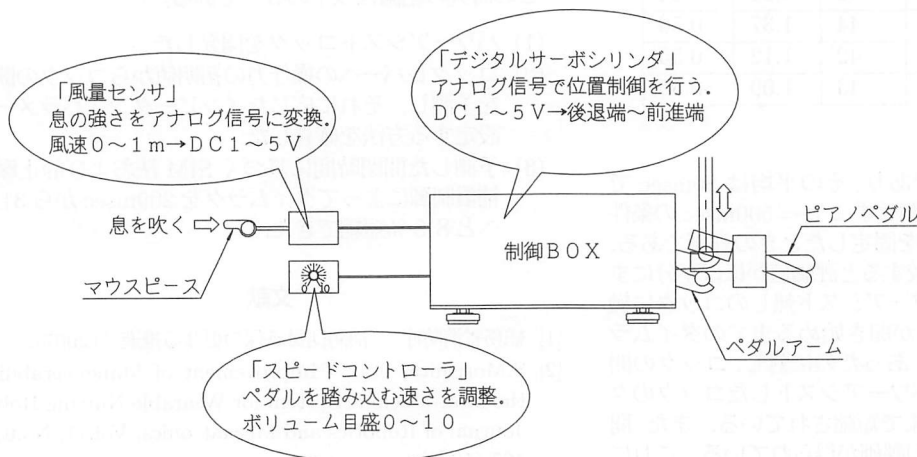 「風量センサ」
息の強さをアナログ信号に変換.
風速0～1m→DC1～5V
「デジタルサーボシリンダ」
アナログ信号で位置制御を行う.
DC1～5V→後退端～前進端
息を吹く
マウスピース
制御BOX
ピアノペダル
ペダルアーム
「スピードコントローラ」
ペダルを踏み込む速さを調整.
ボリューム目盛0～10